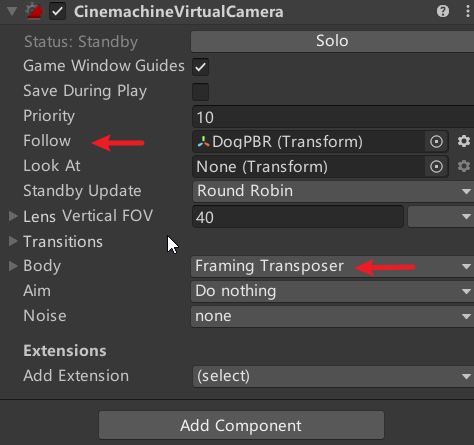 CinemachineVirtualCamera
Status: Standby Solo
Game Window Guides
Save During Play
Priority 10
Follow DogPBR (Transform)
Look At None (Transform)
Standby Update Round Robin
Lens Vertical FOV 40
Transitions
Body Framing Transposer
Aim Do nothing
Noise none
Extensions
Add Extension (select)
Add Component